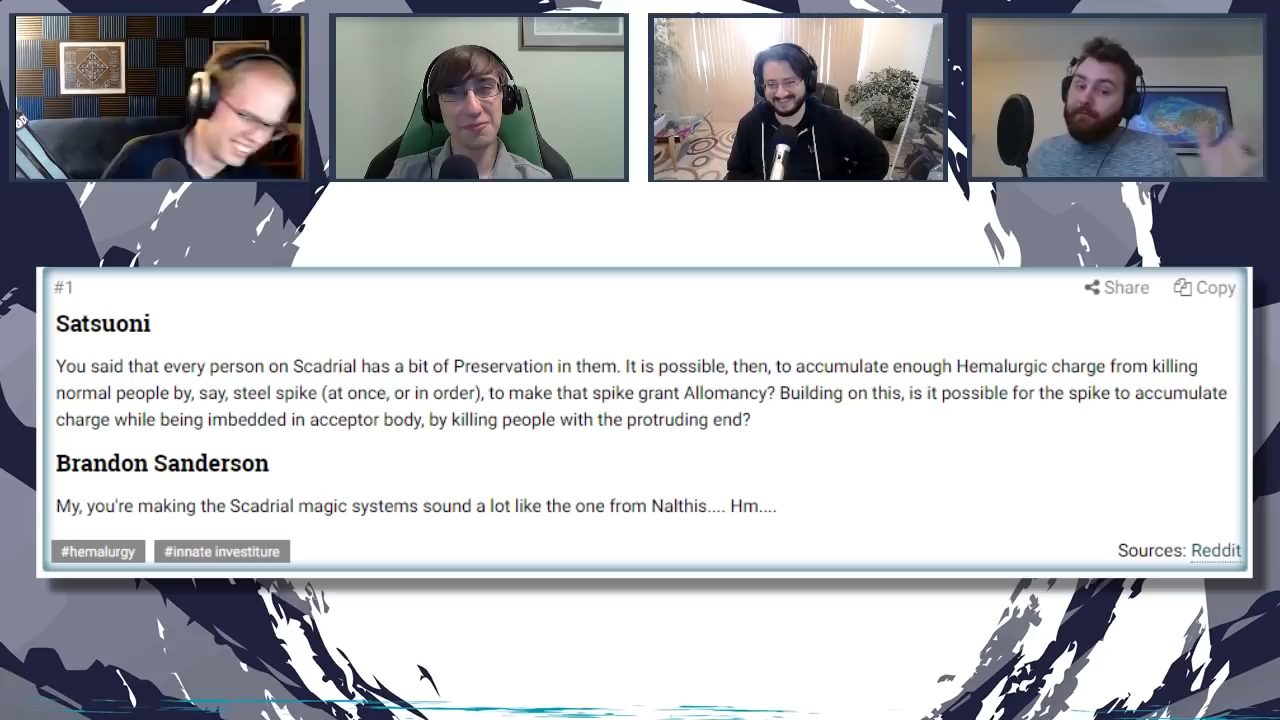 #1
Share
Copy
Satsuoni
You said that every person on Scadrial has a bit of Preservation in them. It is possible, then, to accumulate enough Hemalurgic charge from killing
normal people by, say, steel spike (at once, or in order), to make that spike grant Allomancy? Building on this, is it possible for the spike to accumulate
charge while being imbedded in acceptor body, by killing people with the protruding end?
Brandon Sanderson
My, you're making the Scadrial magic systems sound a lot like the one from Nalthis.... Hm....
#hemalurgy
#innate investiture
Sources: Reddit